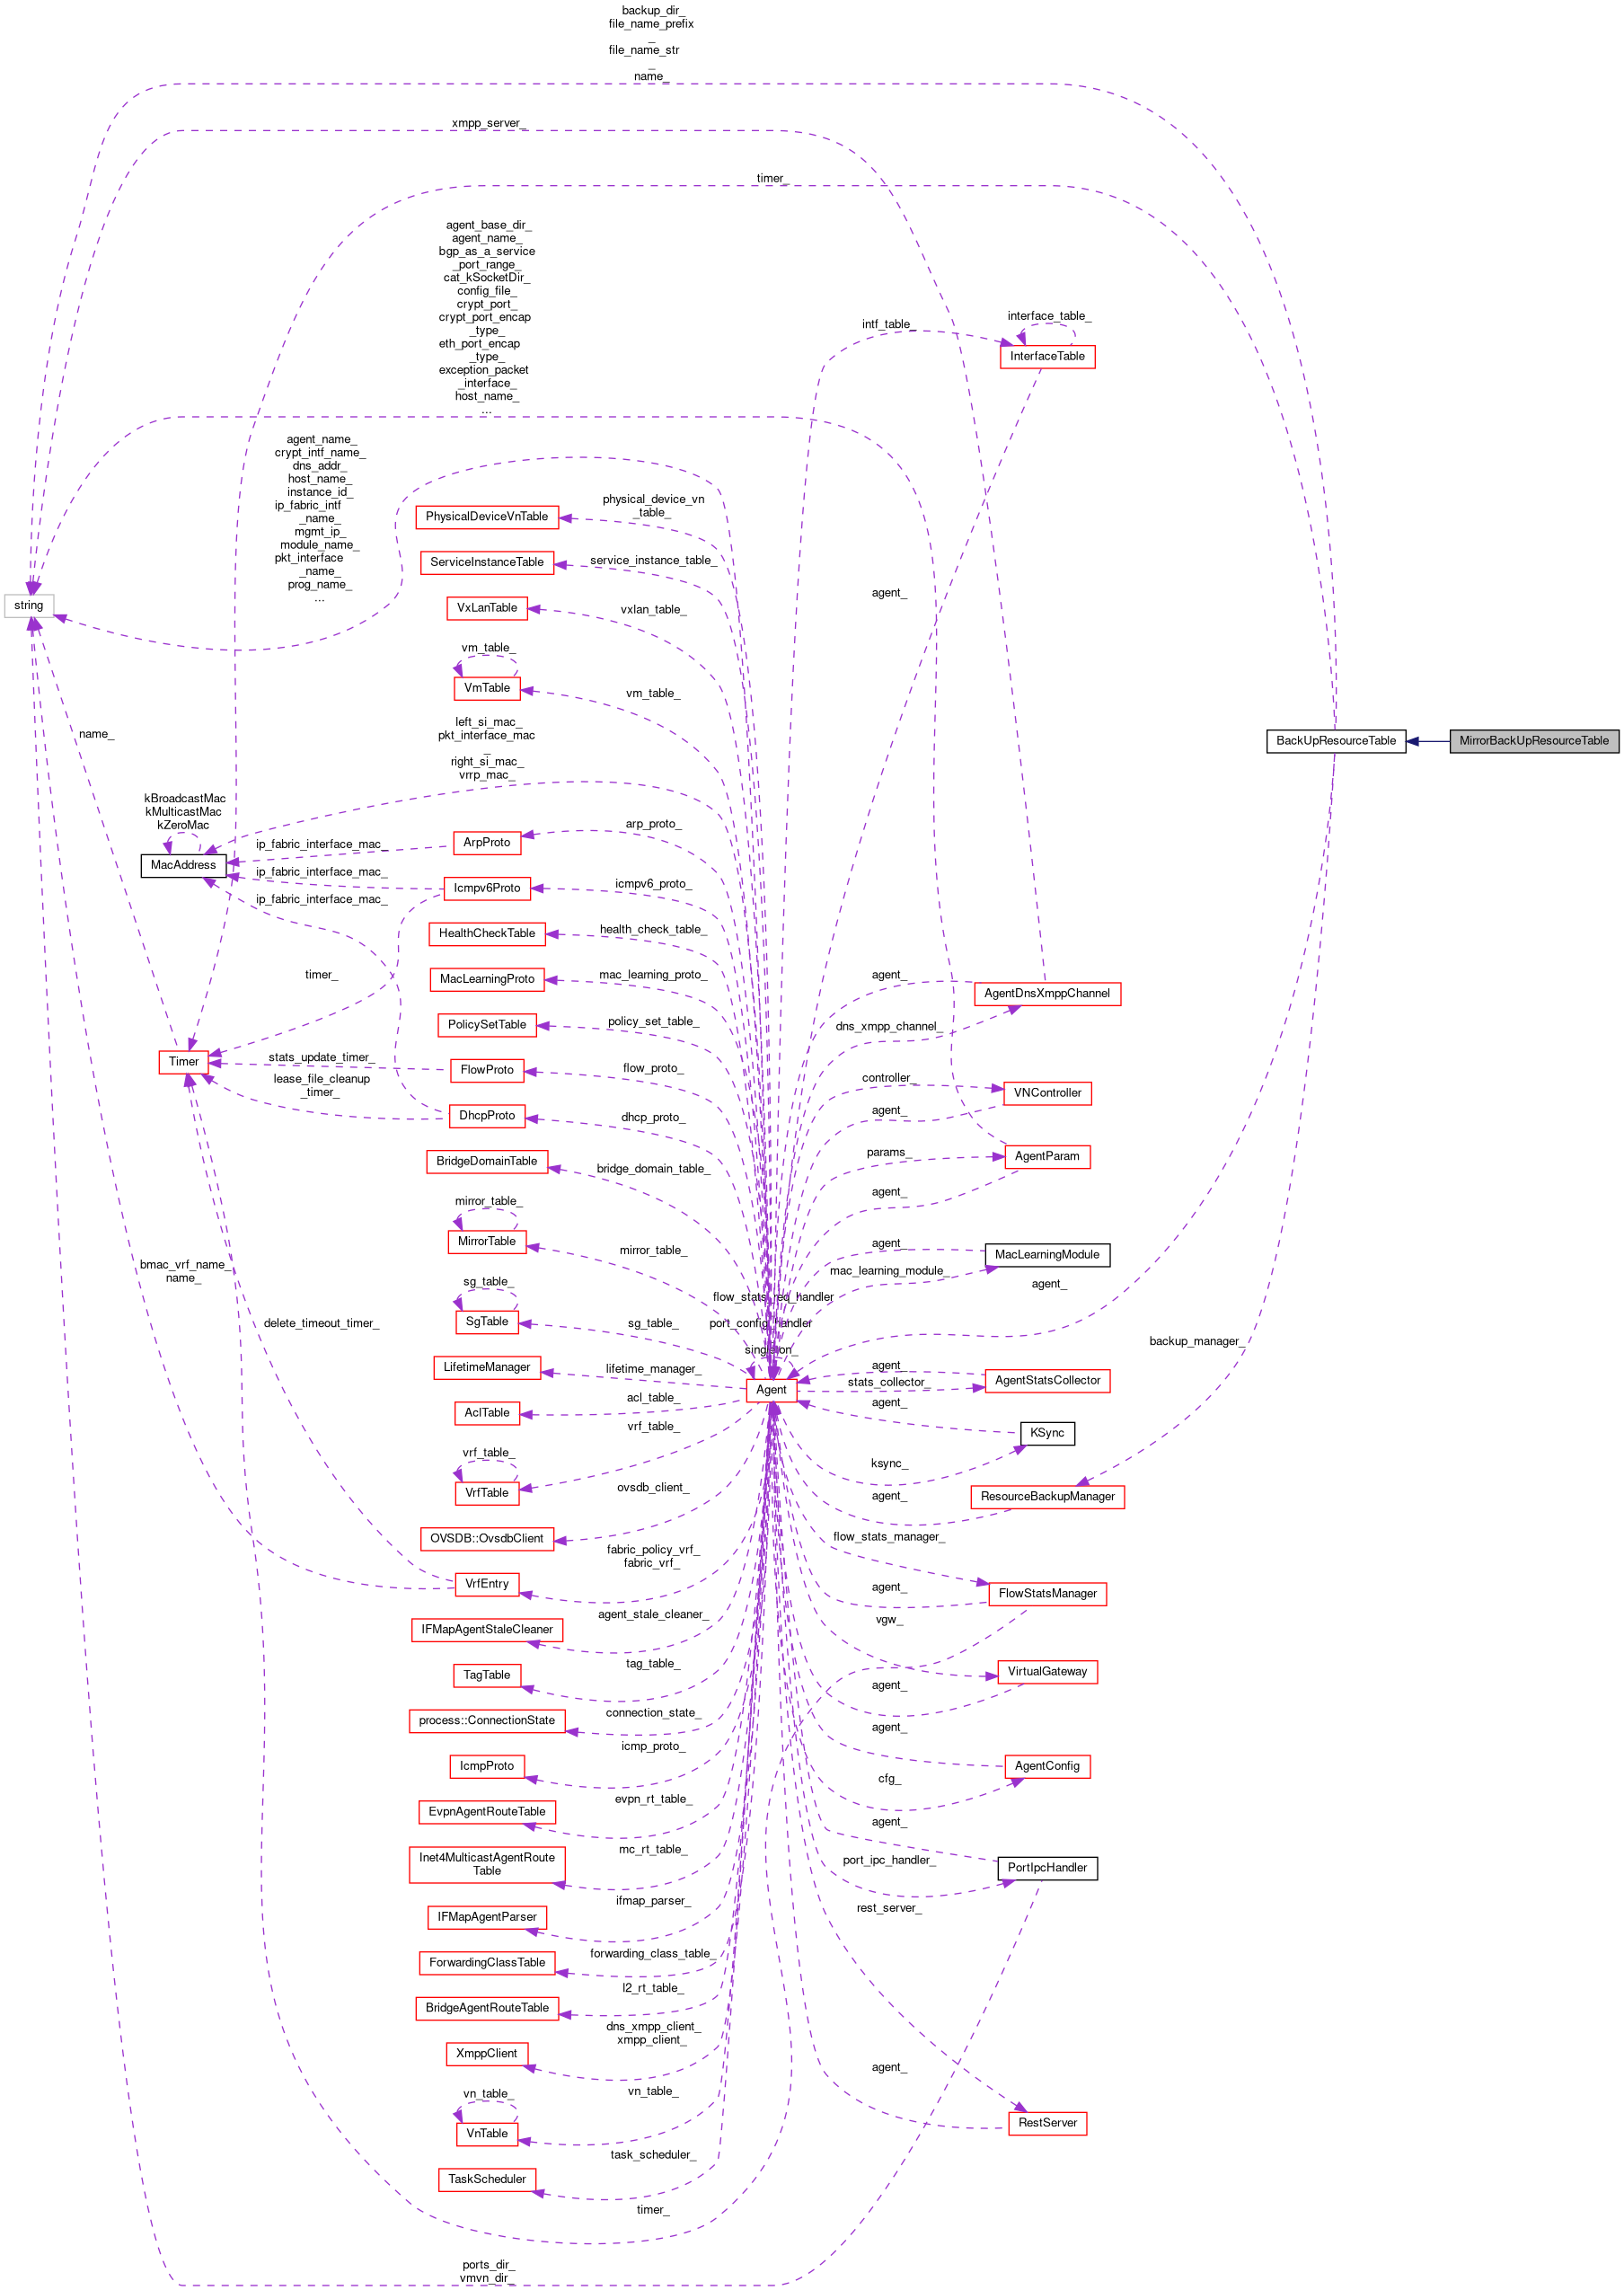 backup_dir_
file_name_prefix
_
file_name_str
_
name_
xmpp_server_
timer_
agent_base_dir_
agent_name_
bgp_as_a_service
_port_range_
cat_kSocketDir_
config_file_
crypt_port_
crypt_port_encap
_type_
eth_port_encap
_type_
exception_packet
_interface_
host_name_
...
intf_table_
interface_table_
InterfaceTable
agent_name_
crypt_intf_name_
dns_addr_
host_name_
instance_id_
ip_fabric_intf
_name_
mgmt_ip_
module_name_
pkt_interface
_name_
prog_name_
...
physical_device_vn
_table_
PhysicalDeviceVnTable
ServiceInstanceTable
service_instance_table_
agent_
string
VxLanTable
vxlan_table_
vm_table_
VmTable
vm_table_
name_
left_si_mac_
pkt_interface_mac
_
right_si_mac_
vrrp_mac_
BackUpResourceTable
MirrorBackUpResourceTable
kBroadcastMac
kMulticastMac
kZeroMac
MacAddress
ip_fabric_interface_mac_
ArpProto
arp_proto_
ip_fabric_interface_mac_
Icmpv6Proto
icmpv6_proto_
ip_fabric_interface_mac_
HealthCheckTable
health_check_table_
timer_
MacLearningProto
mac_learning_proto_
agent_
AgentDnsXmppChannel
PolicySetTable
policy_set_table_
dns_xmpp_channel_
Timer
stats_update_timer_
FlowProto
flow_proto_
controller_
VNController
lease_file_cleanup
_timer_
DhcpProto
dhcp_proto_
agent_
BridgeDomainTable
bridge_domain_table_
params_
AgentParam
agent_
mirror_table_
MirrorTable
mirror_table_
agent_
MacLearningModule
mac_learning_module_
bmac_vrf_name_
name_
agent_
sg_table_
SgTable
sg_table_
flow_stats_req_handler
port_config_handler
singleton_
delete_timeout_timer_
backup_manager_
LifetimeManager
lifetime_manager_
Agent
agent_
stats_collector_
AgentStatsCollector
AclTable
acl_table_
agent_
KSync
vrf_table_
vrf_table_
VrfTable
ksync_
ovsdb_client_
agent_
ResourceBackupManager
OVSDB::OvsdbClient
flow_stats_manager_
fabric_policy_vrf_
fabric_vrf_
VrfEntry
agent_
FlowStatsManager
agent_stale_cleaner_
IFMapAgentStaleCleaner
vgw_
tag_table_
TagTable
VirtualGateway
agent_
connection_state_
process::ConnectionState
agent_
icmp_proto_
IcmpProto
AgentConfig
cfg_
evpn_rt_table_
EvpnAgentRouteTable
agent_
mc_rt_table_
Inet4MulticastAgentRoute
Table
port_ipc_handler_
PortIpcHandler
ifmap_parser_
IFMapAgentParser
rest_server_
forwarding_class_table_
ForwardingClassTable
l2_rt_table_
BridgeAgentRouteTable
dns_xmpp_client_
xmpp_client_
XmppClient
agent_
vn_table_
vn_table_
VnTable
RestServer
task_scheduler_
TaskScheduler
timer_
ports_dir_
vmvn_dir_